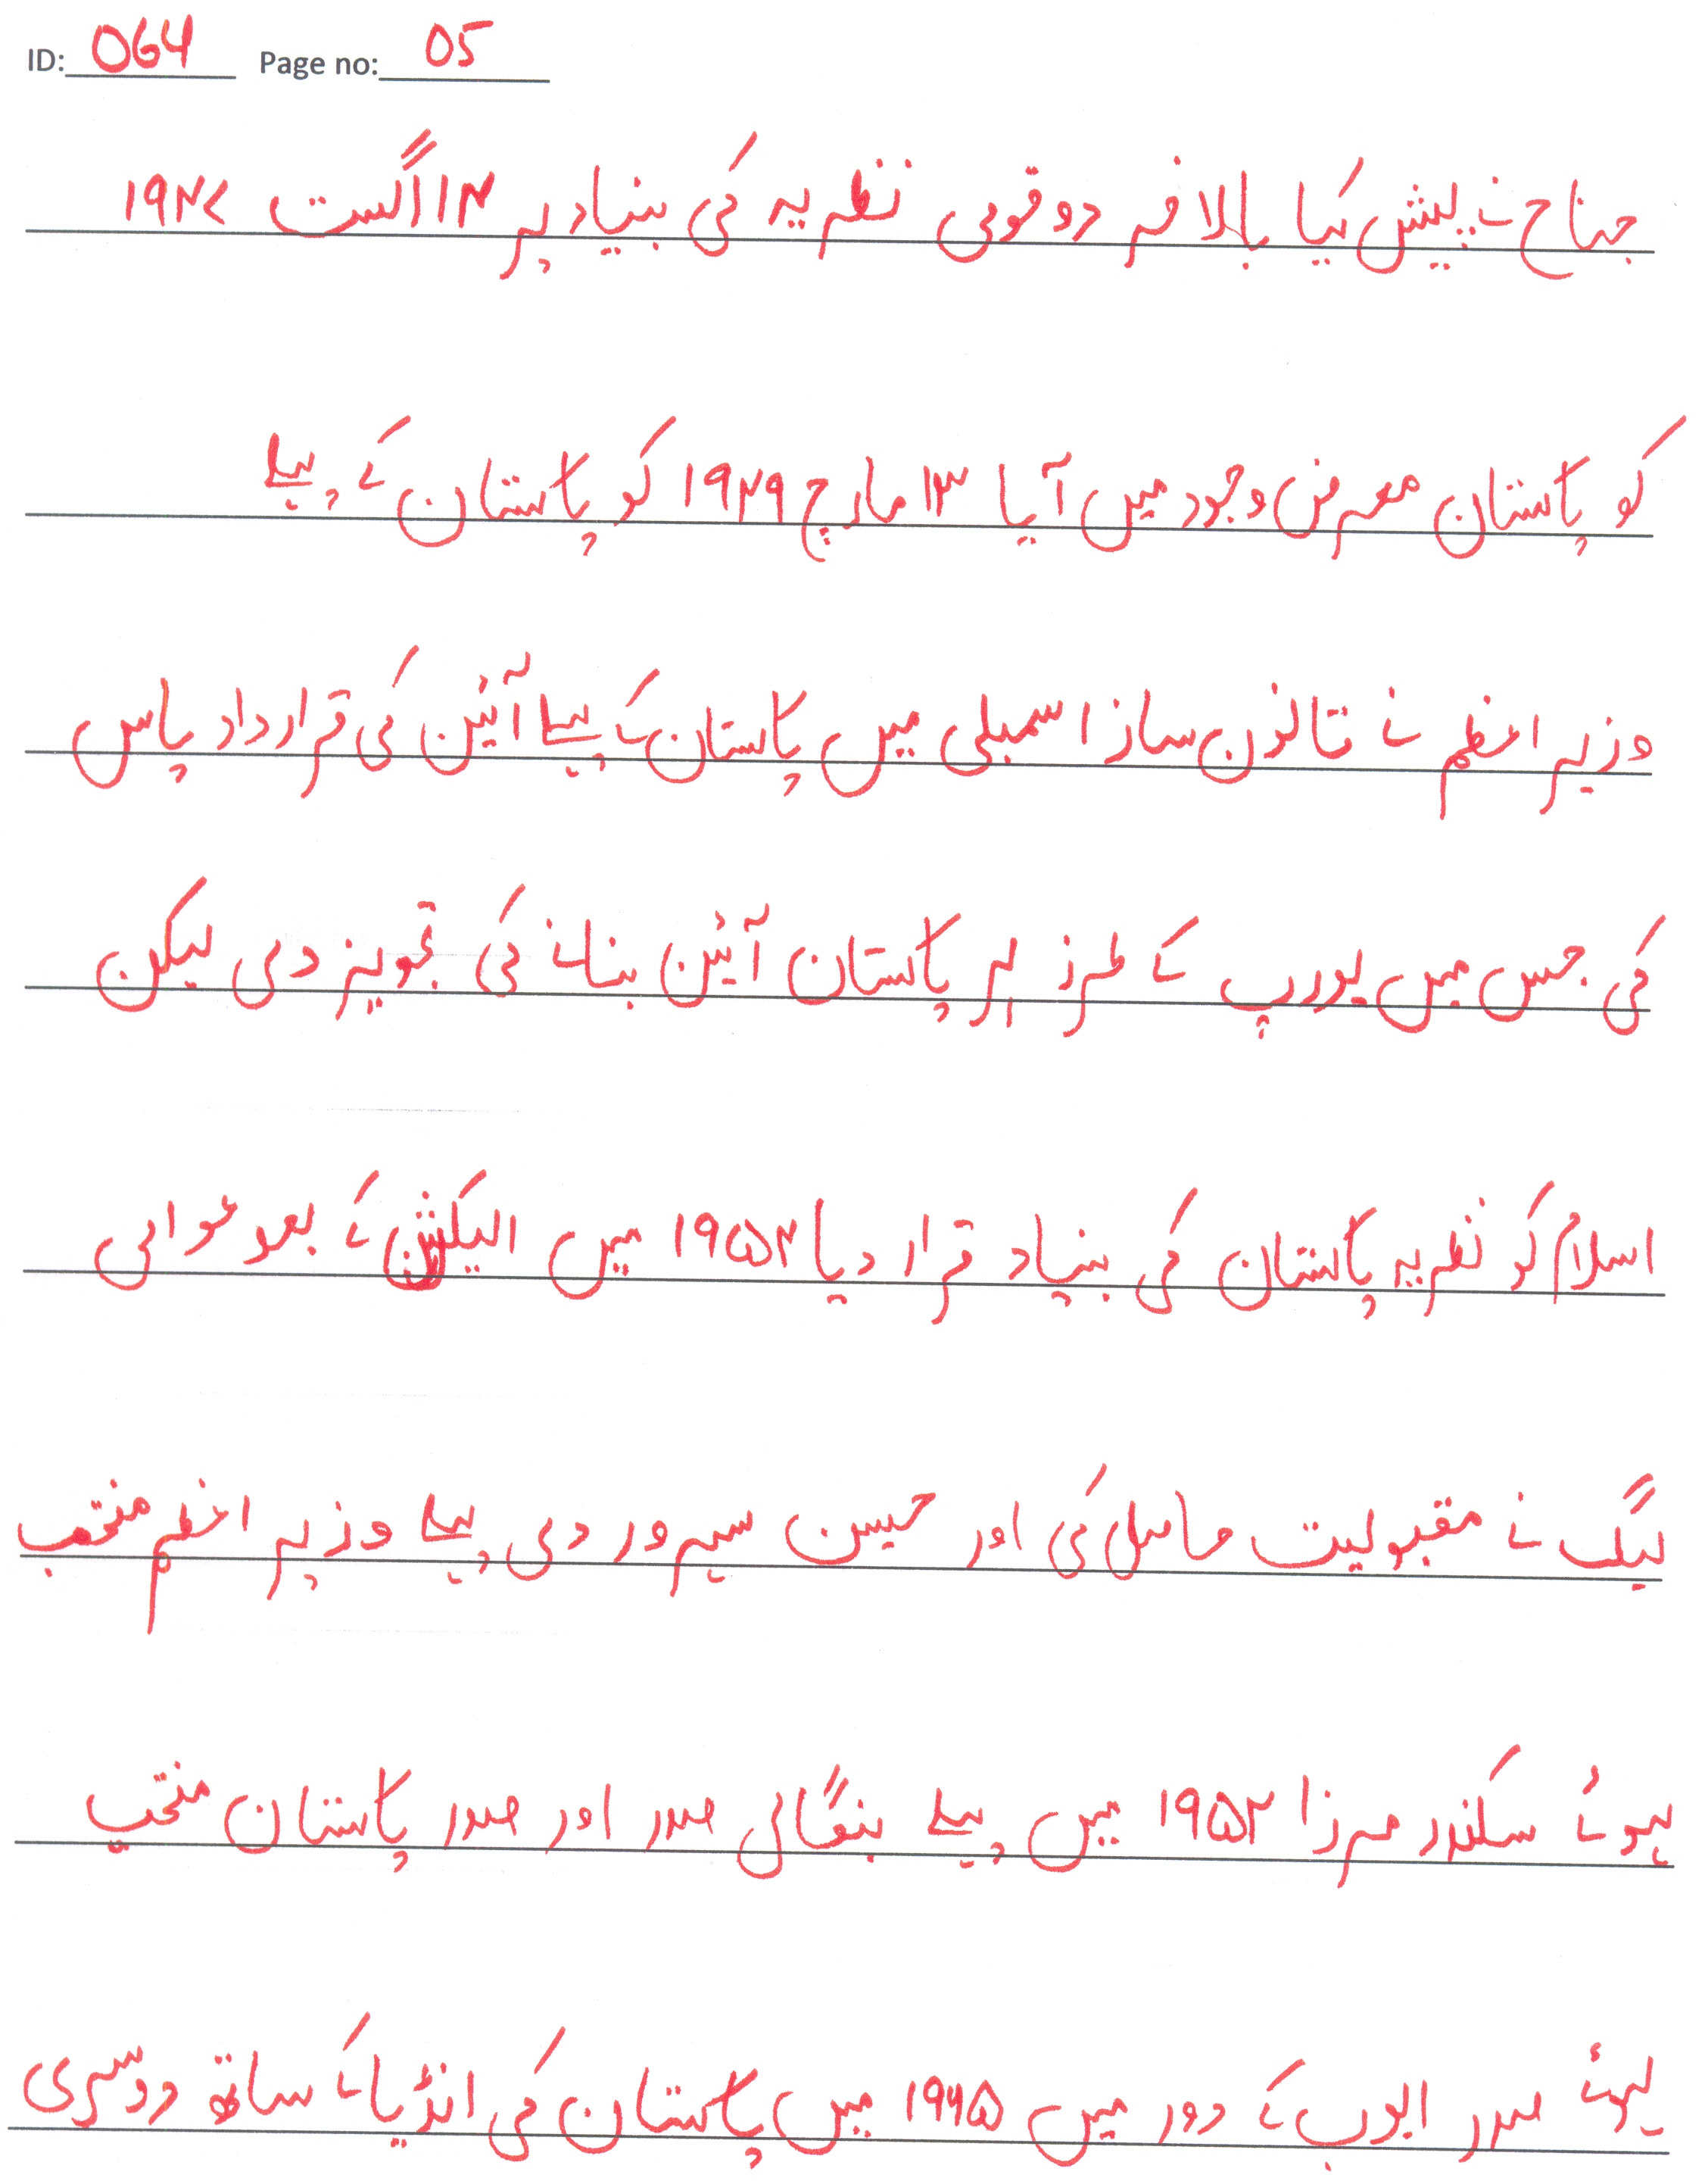 ID: 064 Page no: 05
جناح نے پیش کیا بالاخر دو قومی نظریہ کی بنیاد پر ۱۴ اگست ۱۹۴۷
کو پاکستان معرض وجود میں آیا ۱۳ مارچ ۱۹۴۹ کو پاکستان کے پہلے
وزیر اعظم نے قانون ساز اسمبلی میں پاکستان کے پہلے آئین کی قرارداد پاس
کی جس میں یورپ کے طرز پر پاکستان آئین بنانے کی تجویز دی لیکن
اسلام کو نظریہ پاکستان کی بنیاد قرار دیا ۱۹۵۴ میں الیکشن کے بعد عوامی
لیگ نے مقبولیت حاصل کی اور حسین سہروردی پہلے وزیر اعظم منتخب
ہوئے سکندر مرزا ۱۹۵۲ میں پہلے بنگالی صدر اور صدر پاکستان منتخب
ہوئے صدر ایوب کے دور میں ۱۹۶۵ میں پاکستان کی انڈیا کے ساتھ دوسری